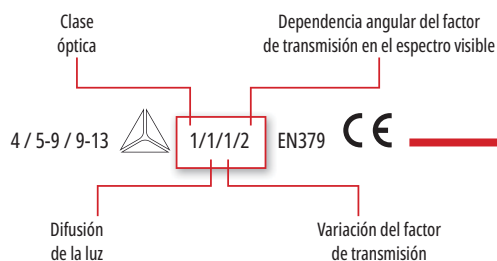 Clase
óptica
Dependencia angular del factor
de transmisión en el espectro visible
4 / 5-9 / 9-13 1/1/1/2 EN379 CE
Difusión
de la luz
Variación del factor
de transmisión